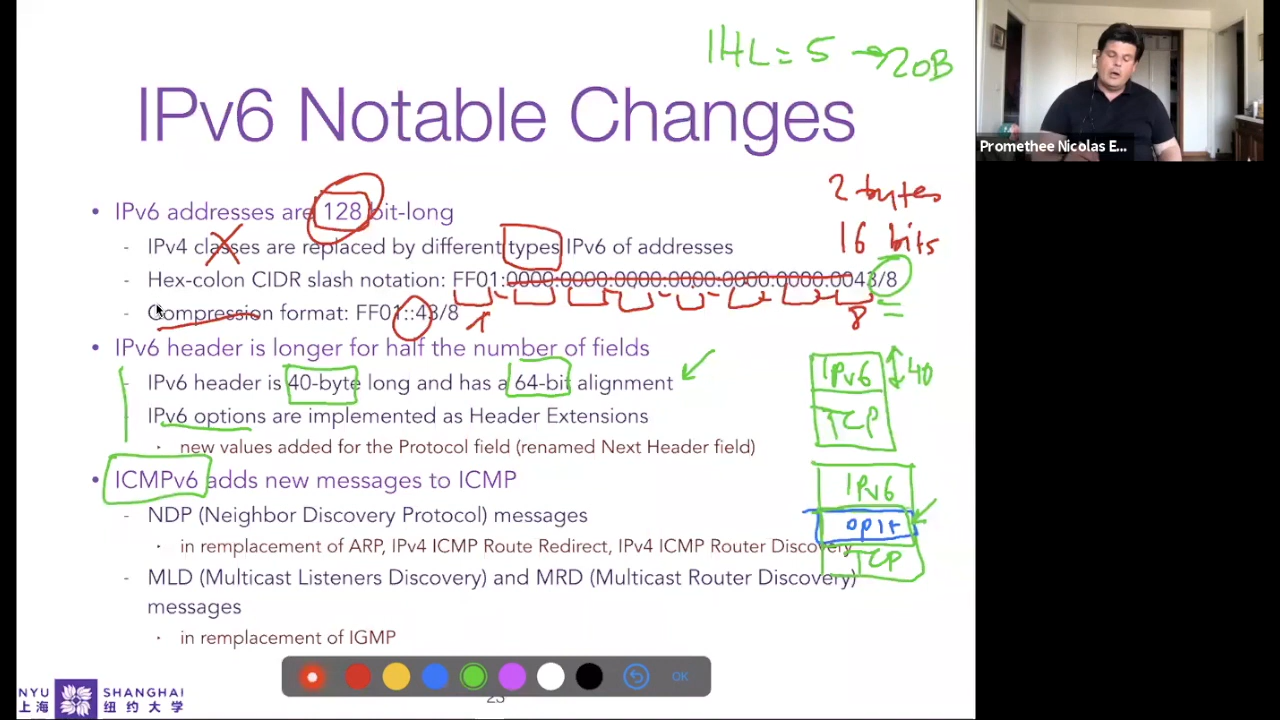 IHL = 5 → 20B
IPv6 Notable Changes
Promethee Nicolas E...
2 bytes
16 bits
• IPv6 addresses are 128 bit-long
- IPv4 classes are replaced by different types IPv6 of addresses
- Hex-colon CIDR slash notation: FF01:0000:0000:0000:0000:0000:0000:0043/8
- Compression format: FF01::43/8
1
8
• IPv6 header is longer for half the number of fields
- IPv6 header is 40-byte long and has a 64-bit alignment
IPv6 options are implemented as Header Extensions
· new values added for the Protocol field (renamed Next Header field)
IPv6
40
TCP
• ICMPv6 adds new messages to ICMP
- NDP (Neighbor Discovery Protocol) messages
· in remplacement of ARP, IPv4 ICMP Route Redirect, IPv4 ICMP Router Discovery
- MLD (Multicast Listeners Discovery) and MRD (Multicast Router Discovery)
messages
· in remplacement of IGMP
IPv6
TCP
OK
NYU SHANGHAI
上海 纽约大学